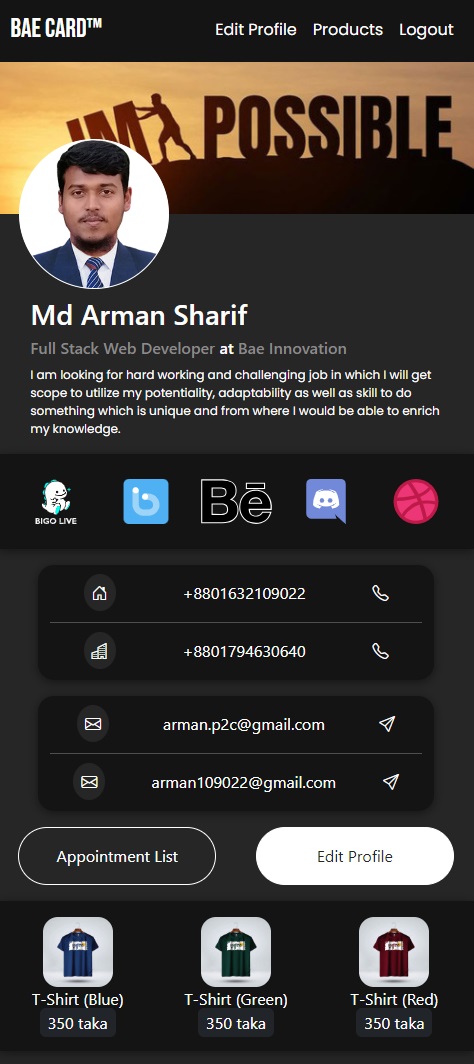 BAE CARD™
Edit Profile Products Logout
IM POSSIBLE
Md Arman Sharif
Full Stack Web Developer at Bae Innovation
I am looking for hard working and challenging job in which I will get
scope to utilize my potentiality, adaptability as well as skill to do
something which is unique and from where I would be able to enrich
my knowledge.
BIGO LIVE
Bē
+8801632109022
+8801794630640
arman.p2c@gmail.com
arman109022@gmail.com
Appointment List
Edit Profile
T-Shirt (Blue) T-Shirt (Green) T-Shirt (Red)
350 taka 350 taka 350 taka